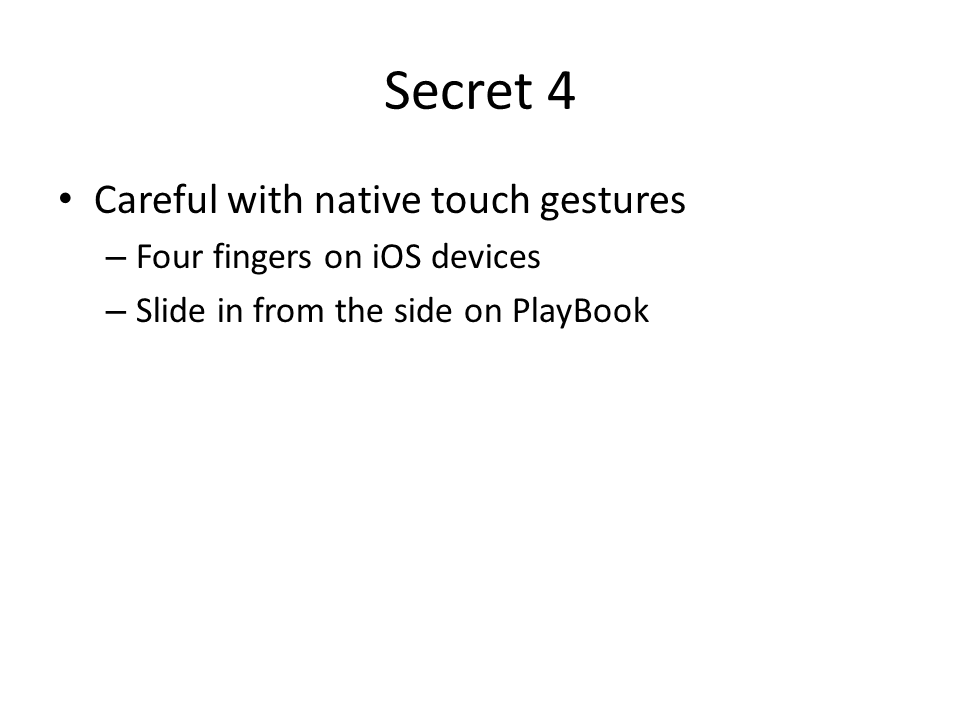 Secret 4
• Careful with native touch gestures
– Four fingers on iOS devices
– Slide in from the side on PlayBook